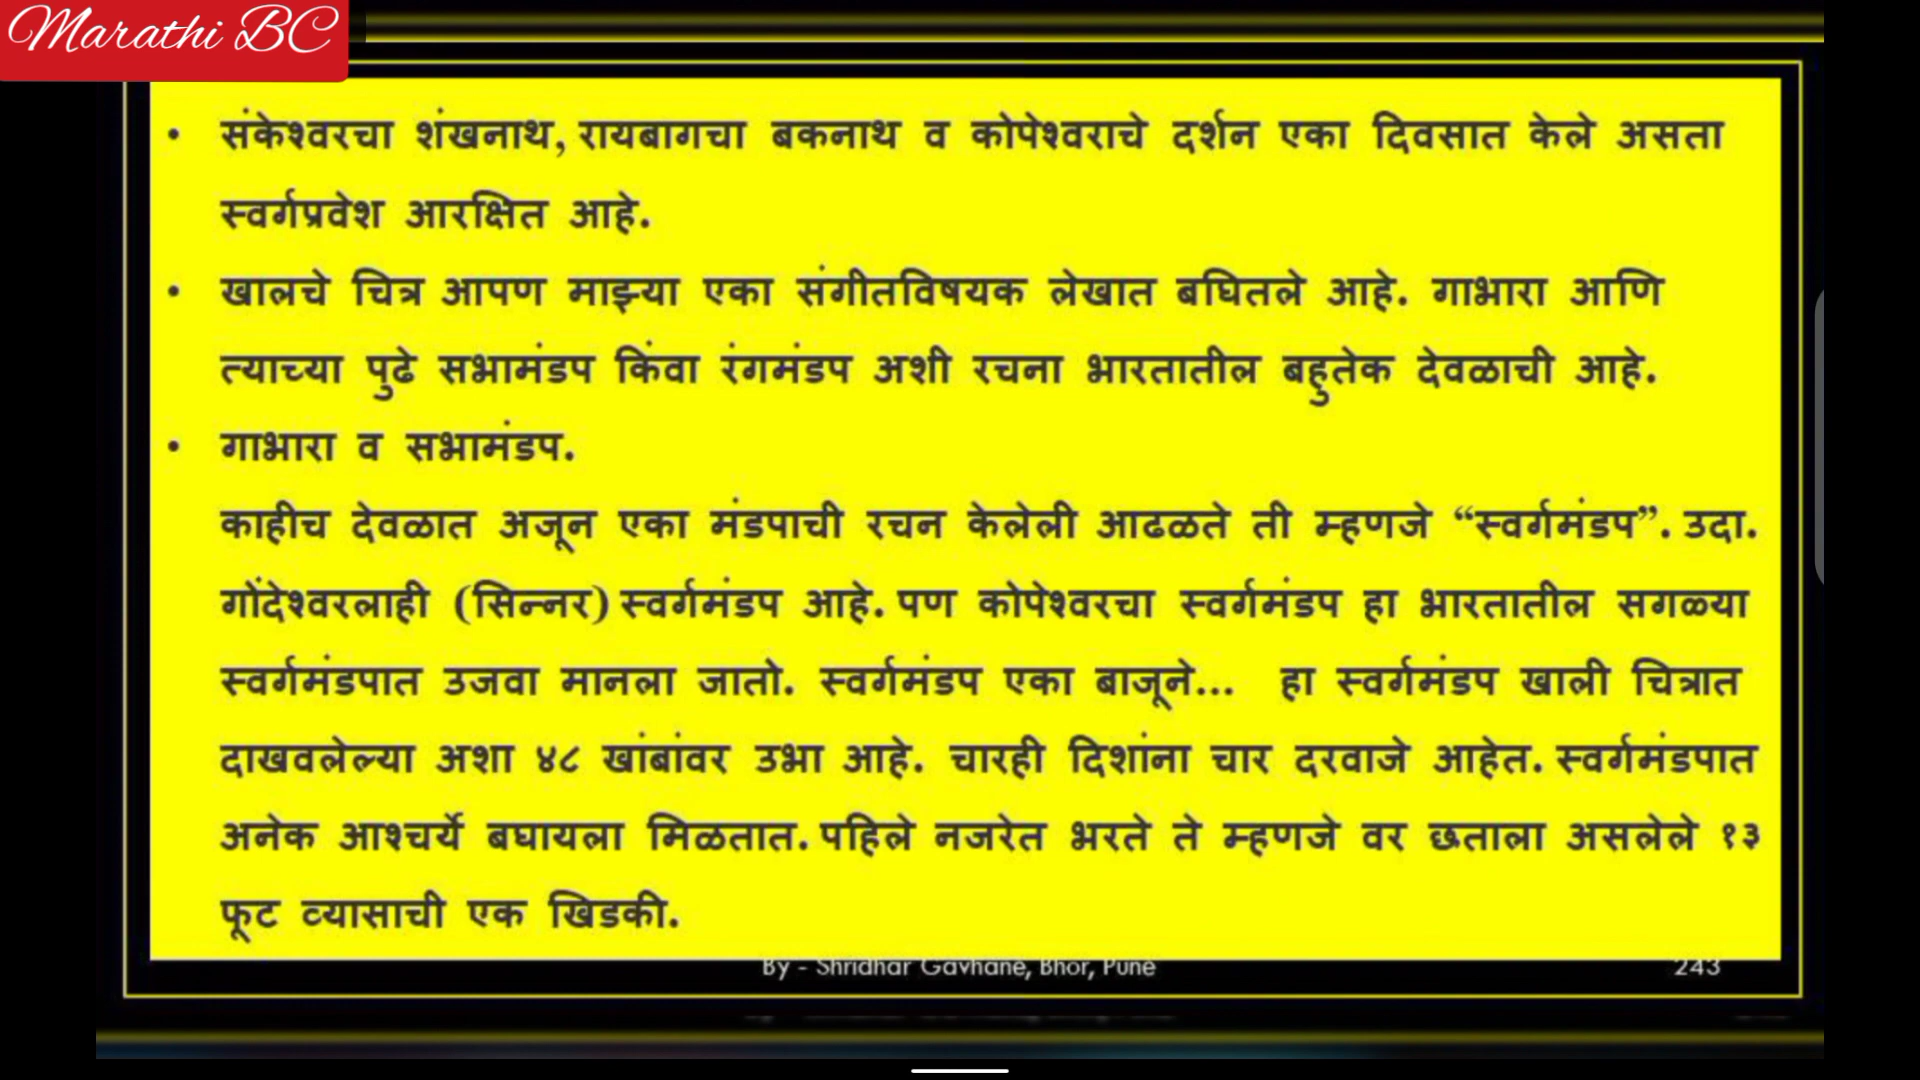 Marathi BC
• संकेश्वरचा शंखनाथ, रायबागचा बकनाथ व कोपेश्वराचे दर्शन एका दिवसात केले असता
स्वर्गप्रवेश आरक्षित आहे.
• खालचे चित्र आपण माझ्या एका संगीतविषयक लेखात बघितले आहे. गाभारा आणि
त्याच्या पुढे सभामंडप किंवा रंगमंडप अशी रचना भारतातील बहुतेक देवळाची आहे.
• गाभारा व सभामंडप.
काहीच देवळात अजून एका मंडपाची रचन केलेली आढळते ती म्हणजे “स्वर्गमंडप”. उदा.
गोंदेश्वरलाही (सिन्नर) स्वर्गमंडप आहे. पण कोपेश्वरचा स्वर्गमंडप हा भारतातील सगळ्या
स्वर्गमंडपात उजवा मानला जातो. स्वर्गमंडप एका बाजूने... हा स्वर्गमंडप खाली चित्रात
दाखवलेल्या अशा ४८ खांबांवर उभा आहे. चारही दिशांना चार दरवाजे आहेत. स्वर्गमंडपात
अनेक आश्चर्ये बघायला मिळतात. पहिले नजरेत भरते ते म्हणजे वर छताला असलेले १३
फूट व्यासाची एक खिडकी.
By - Shridhar Gavhane, Bhor, Pune 243